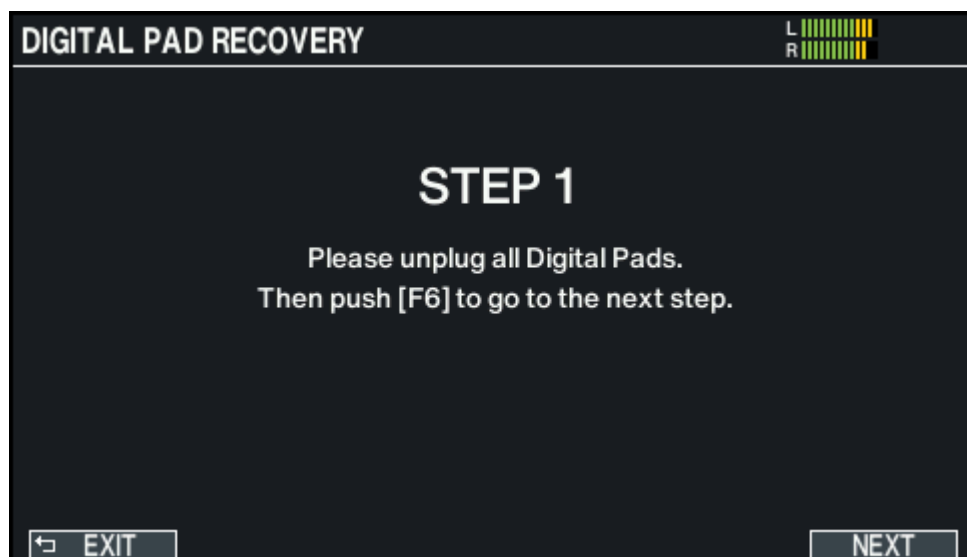 DIGITAL PAD RECOVERY
L
R
STEP 1
Please unplug all Digital Pads.
Then push [F6] to go to the next step.
EXIT
NEXT